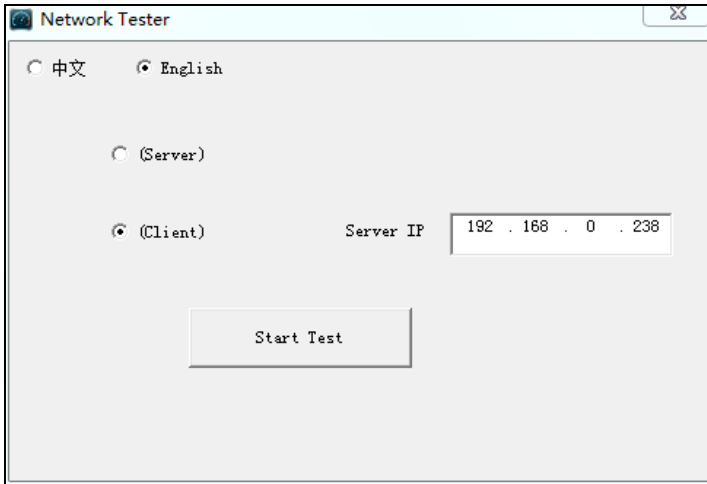 Network Tester
中文 English
(Server)
(Client) Server IP 192 . 168 . 0 . 238
Start Test